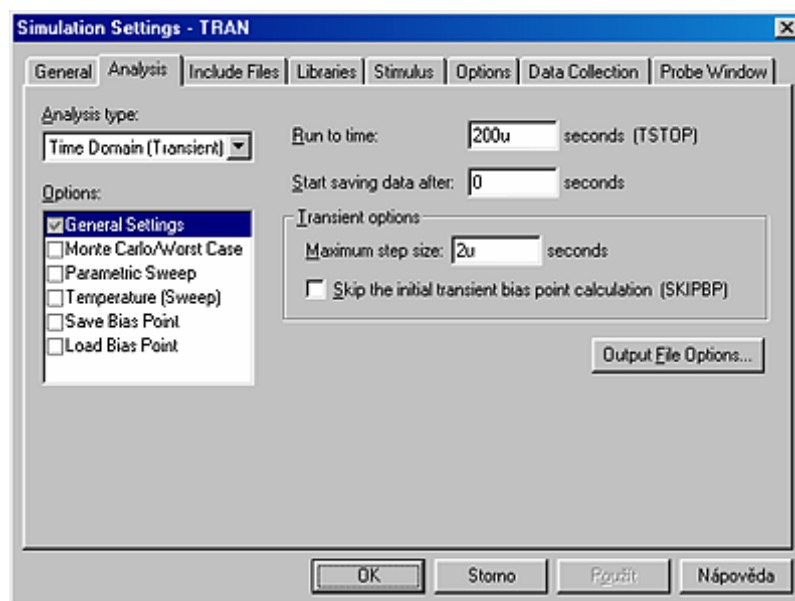 Simulation Settings - TRAN
General Analysis Include Files Libraries Stimulus Options Data Collection Probe Window
Analysis type:
Time Domain (Transient)
Run to time: 200u seconds (TSTOP)
Start saving data after: 0 seconds
Options:
General Settings
Monte Carlo/Worst Case
Parametric Sweep
Temperature (Sweep)
Save Bias Point
Load Bias Point
Transient options
Maximum step size: 2u seconds
Skip the initial transient bias point calculation (SKIPBP)
Output File Options...
OK Storno Použít Nápověda